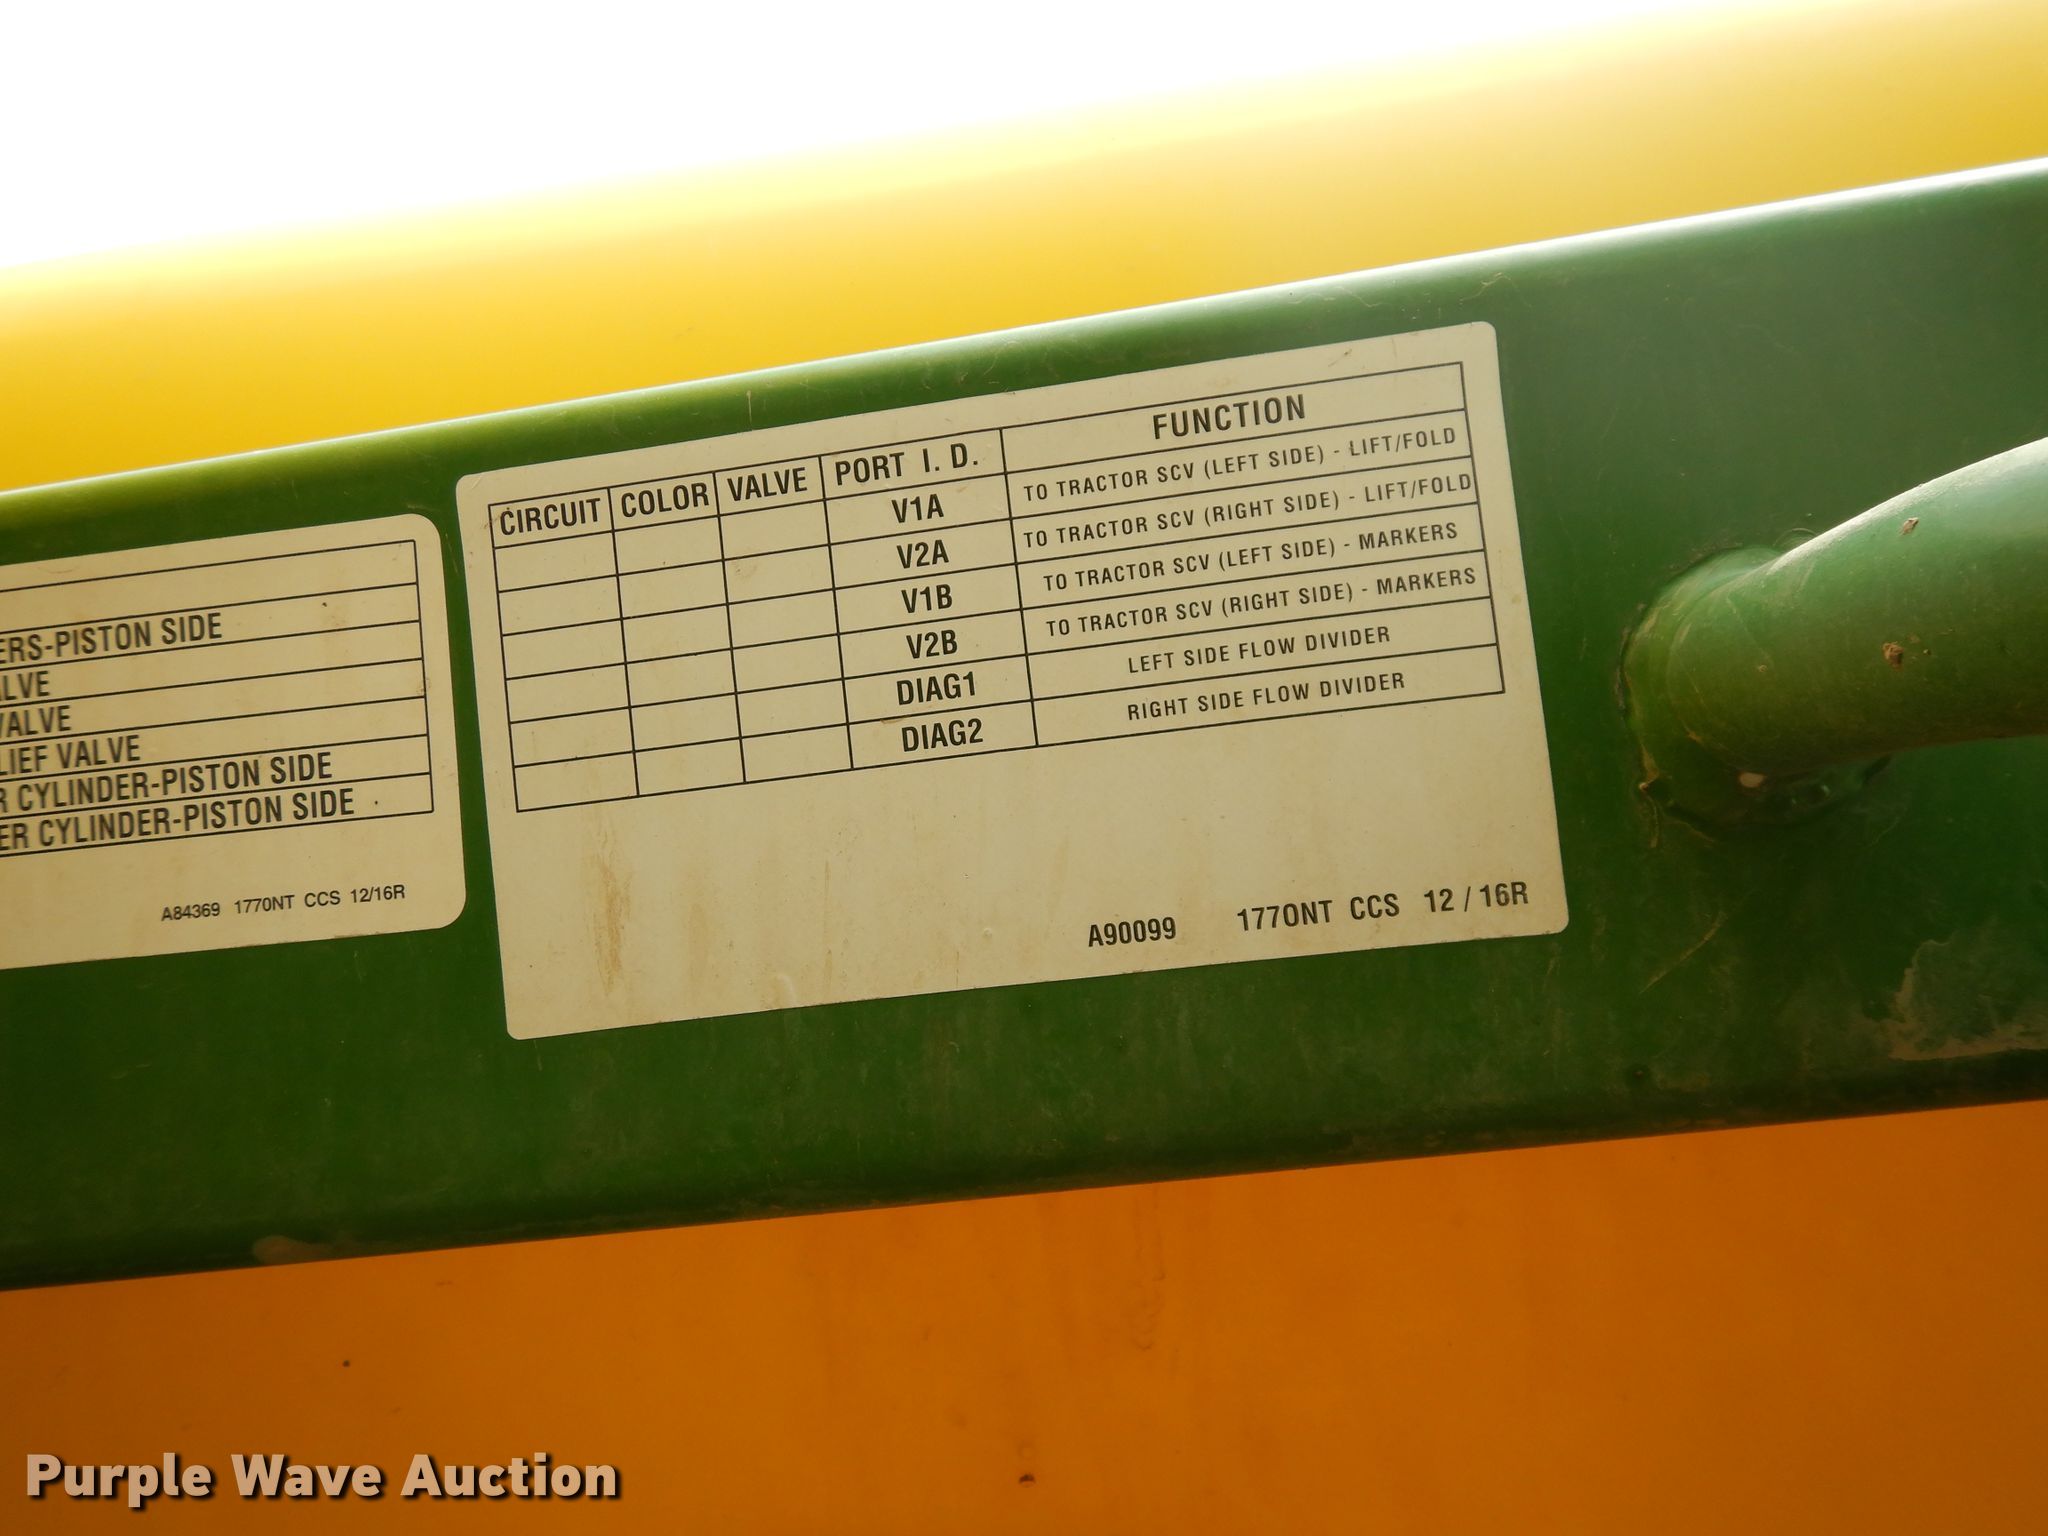 ERS-PISTON SIDE
VALVE
LIEF VALVE
CYLINDER-PISTON SIDE
ER CYLINDER-PISTON SIDE
A84369 1770NT CCS 12/16R
CIRCUIT COLOR VALVE PORT I. D. FUNCTION
V1A TO TRACTOR SCV (LEFT SIDE) - LIFT/FOLD
V2A TO TRACTOR SCV (RIGHT SIDE) - LIFT/FOLD
V1B TO TRACTOR SCV (LEFT SIDE) - MARKERS
V2B TO TRACTOR SCV (RIGHT SIDE) - MARKERS
DIAG1 LEFT SIDE FLOW DIVIDER
DIAG2 RIGHT SIDE FLOW DIVIDER
A90099 1770NT CCS 12 / 16R
Purple Wave Auction